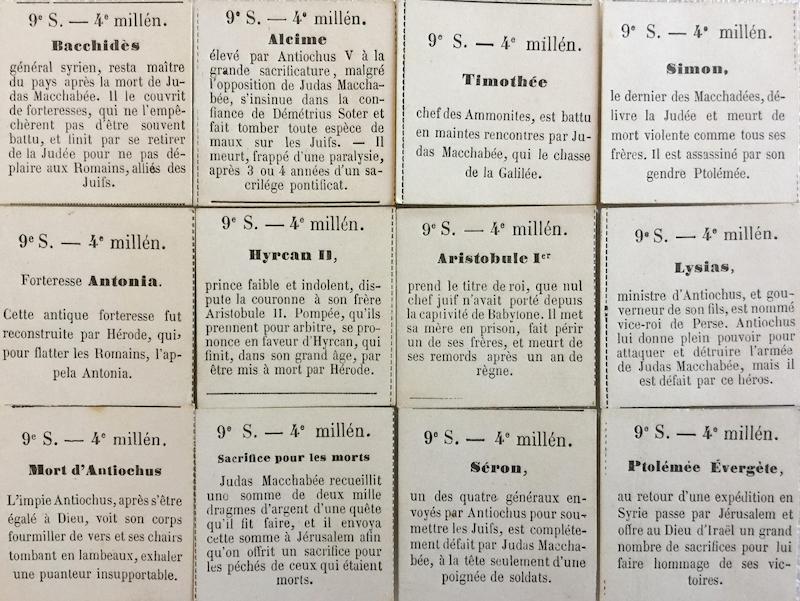 9e S. — 4e millén.
Bacchidès
général syrien, resta maître
du pays après la mort de Ju-
das Macchabée. Il le couvrit
de forteresses, qui ne l'empê-
chèrent pas d'être souvent
battu, et finit par se retirer
de la Judée pour ne pas dé-
plaire aux Romains, alliés des
Juifs.
9e S. — 4e millén.
Alcime
élevé par Antiochus V à la
grande sacrificature, malgré
l'opposition de Judas Maccha-
bée, s'insinue dans la con-
fiance de Démétrius Soter et
fait tomber toute espèce de
maux sur les Juifs. — Il
meurt, frappé d'une paralysie,
après 3 ou 4 années d'un sa-
crilége pontificat.
9e S. — 4e millén.
Timothée
chef des Ammonites, est battu
en maintes rencontres par Ju-
das Macchabée, qui le chasse
de la Galilée.
9e S. — 4e millén.
Simon,
le dernier des Macchadées, dé-
livre la Judée et meurt de
mort violente comme tous ses
frères. Il est assassiné par son
gendre Ptolémée.
9e S. — 4e millén.
Forteresse Antonia.
Cette antique forteresse fut
reconstruite par Hérode, qui,
pour flatter les Romains, l'ap-
pela Antonia.
9e S. — 4e millén.
Hyrcan II,
prince faible et indolent, dis-
pute la couronne à son frère
Aristobule II. Pompée, qu'ils
prennent pour arbitre, se pro-
nonce en faveur d'Hyrcan, qui
finit, dans son grand âge, par
être mis à mort par Hérode.
9e S. — 4e millén.
Aristobule Ier
prend le titre de roi, que nul
chef juif n'avait porté depuis
la captivité de Babylone. Il met
sa mère en prison, fait périr
un de ses frères, et meurt de
ses remords après un an de
règne.
9e S. — 4e millén.
Lysias,
ministre d'Antiochus, et gou-
verneur de son fils, est nommé
vice-roi de Perse. Antiochus
lui donne plein pouvoir pour
attaquer et détruire l'armée
de Judas Macchabée, mais il
est défait par ce héros.
9e S. — 4e millén.
Mort d'Antiochus
L'impie Antiochus, après s'être
égalé à Dieu, voit son corps
fourmiller de vers et ses chairs
tombant en lambeaux, exhaler
une puanteur insupportable.
9e S. — 4e millén.
Sacrifice pour les morts
Judas Macchabée recueillit
une somme de deux mille
dragmes d'argent d'une quête
qu'il fit faire, et il envoya
cette somme à Jérusalem afin
qu'on offrit un sacrifice pour
les péchés de ceux qui étaient
morts.
9e S. — 4e millén.
Séron,
un des quatre généraux en-
voyés par Antiochus pour sou-
mettre les Juifs, est compléte-
ment défait par Judas Maccha-
bée, à la tête seulement d'une
poignée de soldats.
9e S. — 4e millén.
Ptolémée Évergète,
au retour d'une expédition en
Syrie passe par Jérusalem et
offre au Dieu d'Iraël un grand
nombre de sacrifices pour lui
faire hommage de ses vic-
toires.